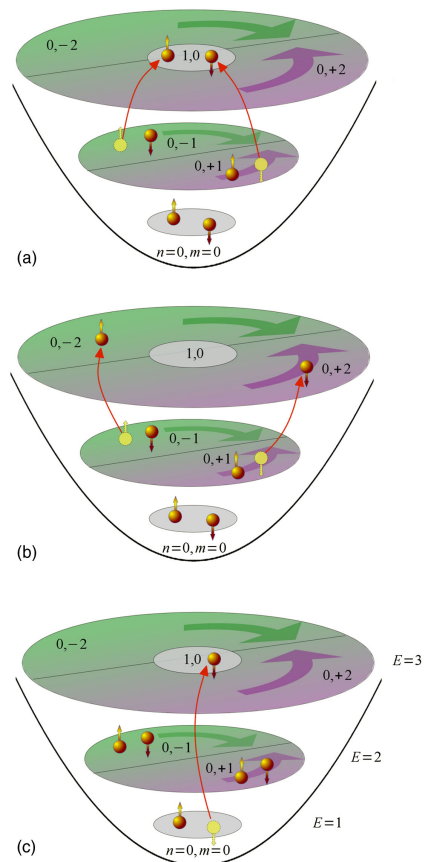 0,−2
1,0
0,+2
0,−1
0,+1
n=0, m=0
(a)
0,−2
1,0
0,+2
0,−1
0,+1
n=0, m=0
(b)
0,−2
1,0
E=3
0,+2
0,−1
E=2
0,+1
E=1
n=0, m=0
(c)